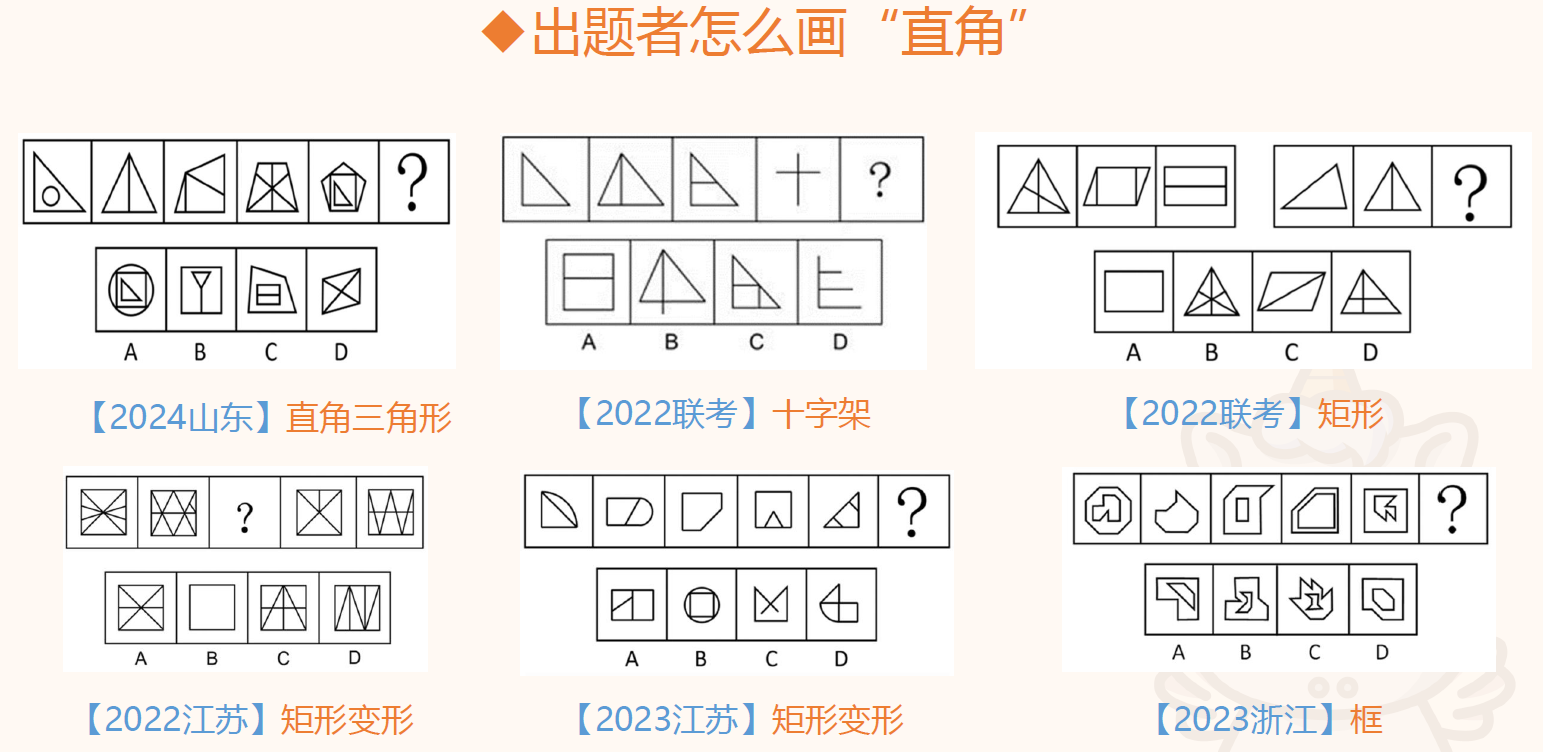 ◆出题者怎么画“直角”
?
A B C D
【2024山东】直角三角形
?
A B C D
【2022联考】十字架
?
A B C D
【2022联考】矩形
?
A B C D
【2022江苏】矩形变形
?
A B C D
【2023江苏】矩形变形
?
A B C D
【2023浙江】框